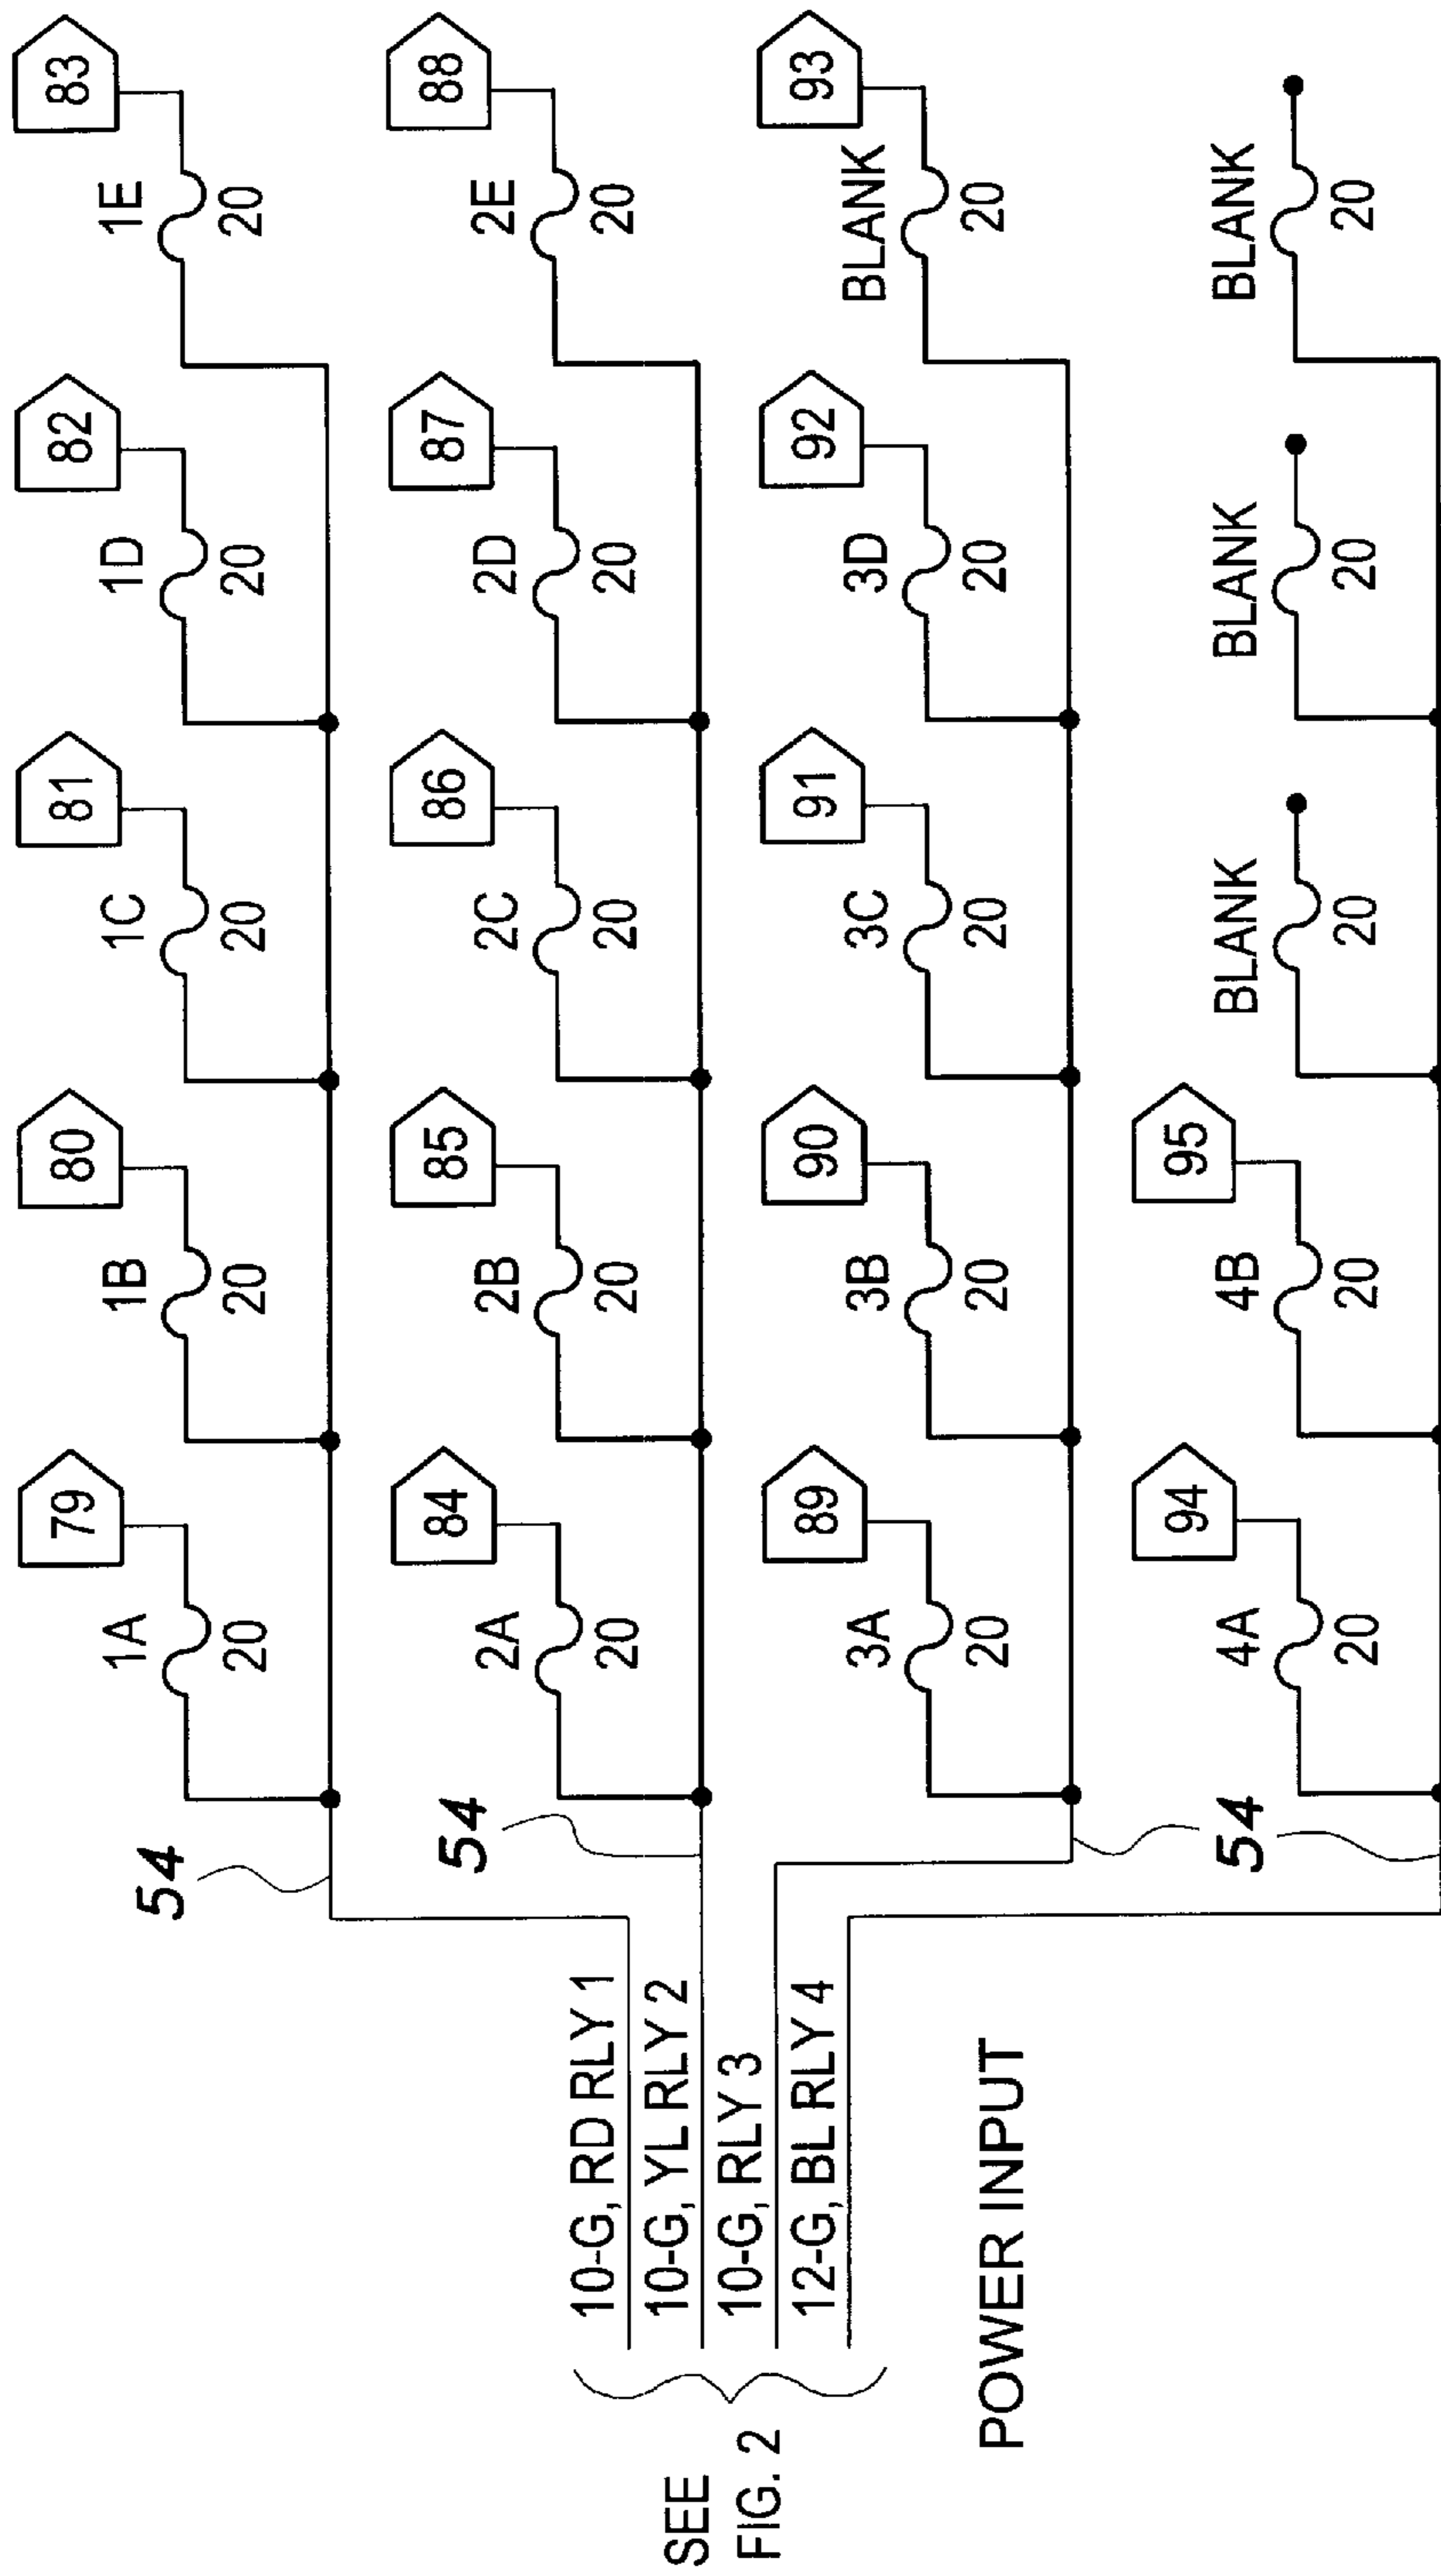 79
80
81
82
83
1A
1B
1C
1D
1E
20
20
20
20
20
54
84
85
86
87
88
2A
2B
2C
2D
2E
20
20
20
20
20
54
10-G, RD RLY 1
10-G, YL RLY 2
10-G, RLY 3
12-G, BL RLY 4
SEE
FIG. 2
POWER INPUT
89
90
91
92
93
3A
3B
3C
3D
BLANK
20
20
20
20
20
54
94
95
4A
4B
BLANK
BLANK
BLANK
20
20
20
20
20